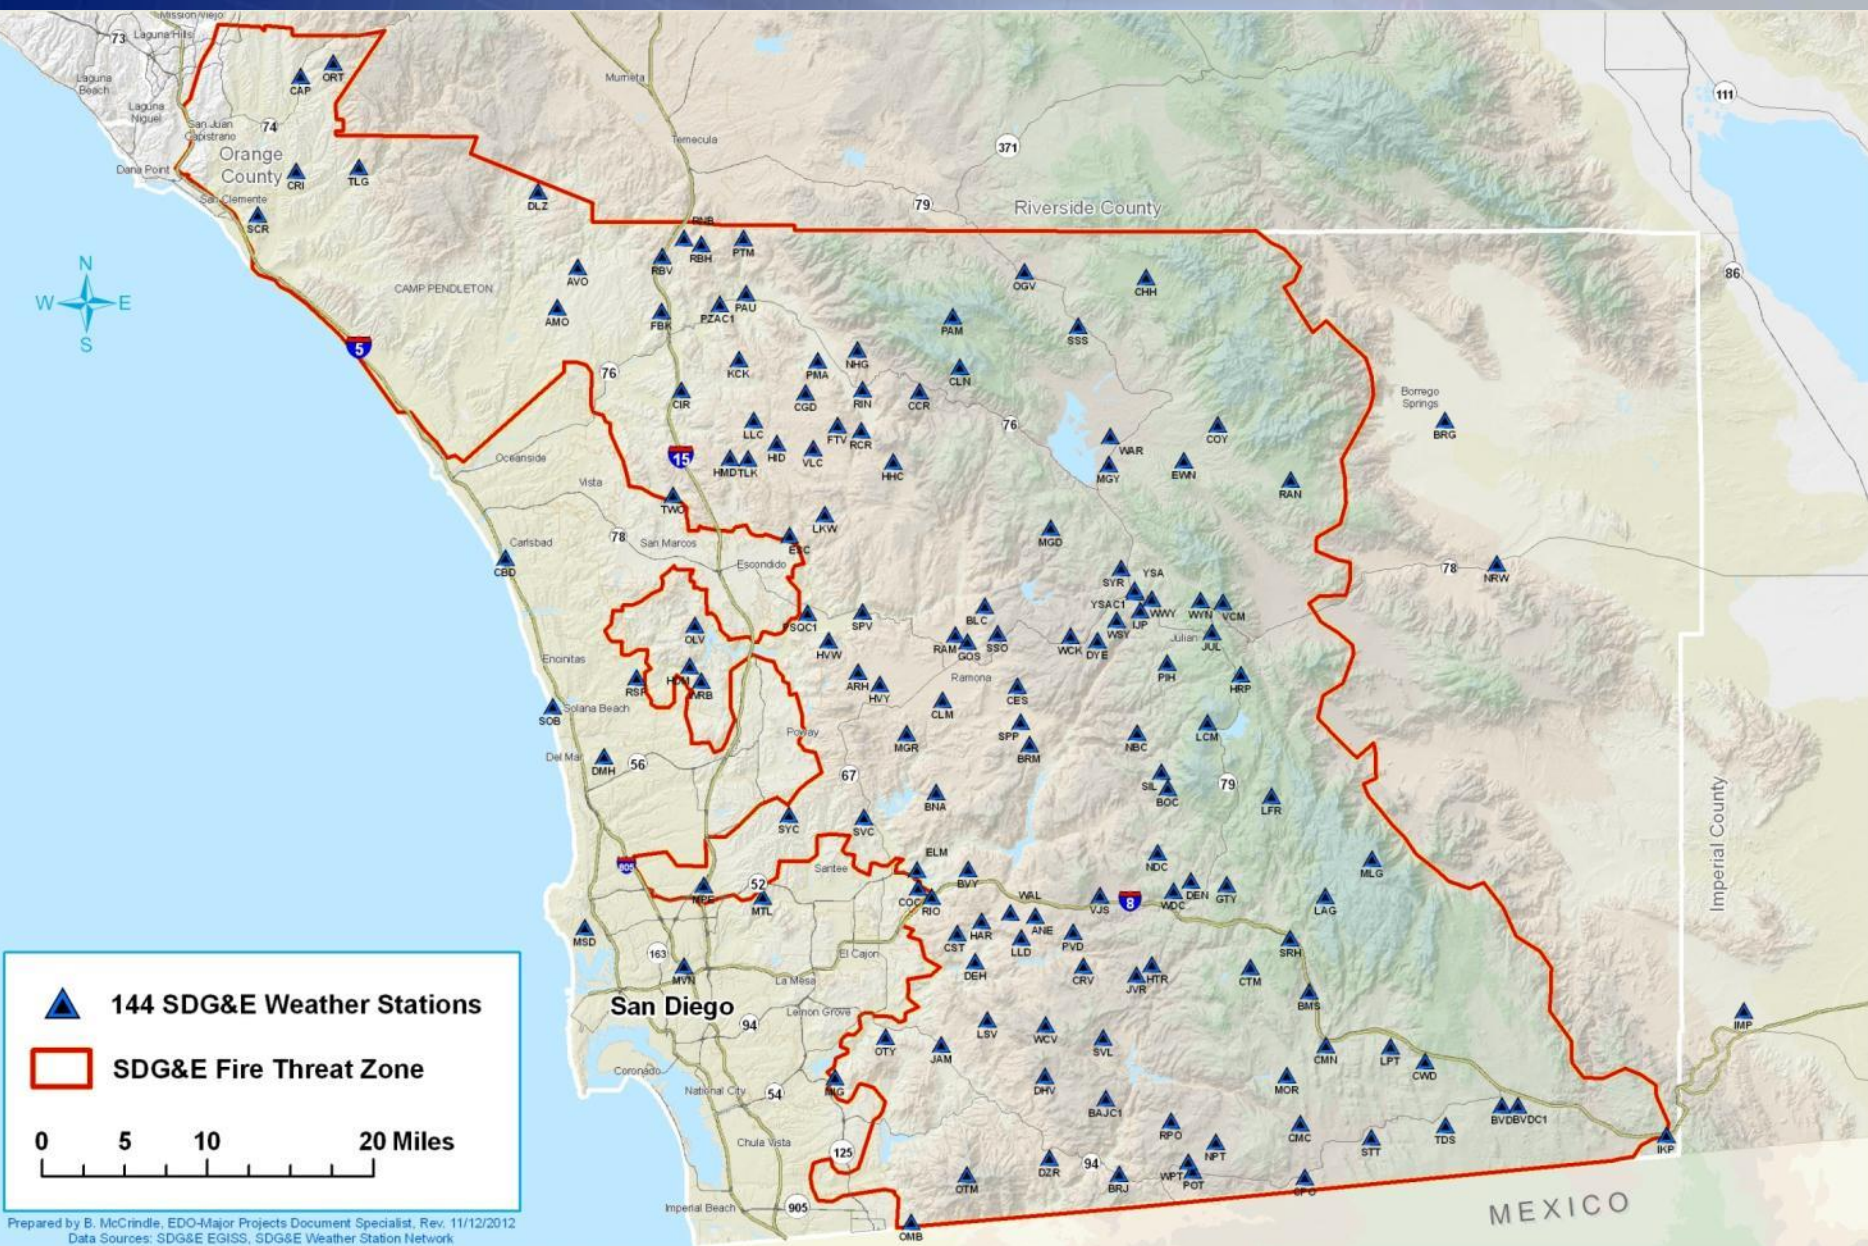 Mission Viejo
73
Laguna Hills
Laguna
Beach
Laguna
Niguel
ORT
CAP
74
San Juan
Capistrano
Orange
County
Dana Point
CRI
TLG
San Clemente
SCR
Murrieta
Temecula
371
111
79
Riverside County
86
DLZ
RBH
PTM
RBV
AVO
CAMP PENDLETON
OGV
CHH
AMO
FBK
PZAC1
PAU
PAM
SSS
N
W
E
S
5
76
KCK
PMA
NHG
CLN
CIR
CGD
RIN
CCR
Borrego
Springs
BRG
LLC
FTV
RCR
76
COY
WAR
15
HMD
TLK
HID
VLC
HHC
MGY
EWN
RAN
Oceanside
Vista
TWO
LKW
MGD
78
San Marcos
ESC
Carlsbad
CBD
Escondido
SYR
YSA
78
NRW
YSAC1
WWY
WYN
VCM
PSQC1
SPV
BLC
IJP
WSY
OLV
HVW
RAM
GOS
SSO
WCK
DYE
Julian
JUL
Encinitas
RSF
ARH
HVY
Ramona
CES
PIH
HRP
CLM
SOB
Solana Beach
Poway
MGR
SPP
BRM
NBC
LCM
Del Mar
DMH
56
67
SIL
BOC
79
LFR
BNA
SYC
SVC
Imperial County
805
ELM
NDC
MLG
Santee
52
BVY
WAL
COC
RIO
MTL
VJS
8
WDC
DEN
GTY
LAG
MSD
163
El Cajon
CST
HAR
ANE
LLD
PVD
SRH
MVN
La Mesa
DEH
CRV
JVR
HTR
CTM
San Diego
94
Lemon Grove
BMS
IMP
LSV
WCV
OTY
JAM
SVL
CMN
LPT
CWD
Coronado
National City
54
MIG
DHV
MOR
BAJC1
BVD
BVDC1
Chula Vista
RPO
CMC
TDS
125
NPT
STT
IKP
DZR
94
WPT
POT
OTM
BRJ
Imperial Beach
905
OMB
MEXICO
144 SDG&E Weather Stations
SDG&E Fire Threat Zone
0 5 10 20 Miles
Prepared by B. McCrindle, EDO-Major Projects Document Specialist, Rev. 11/12/2012
Data Sources: SDG&E EGISS, SDG&E Weather Station Network